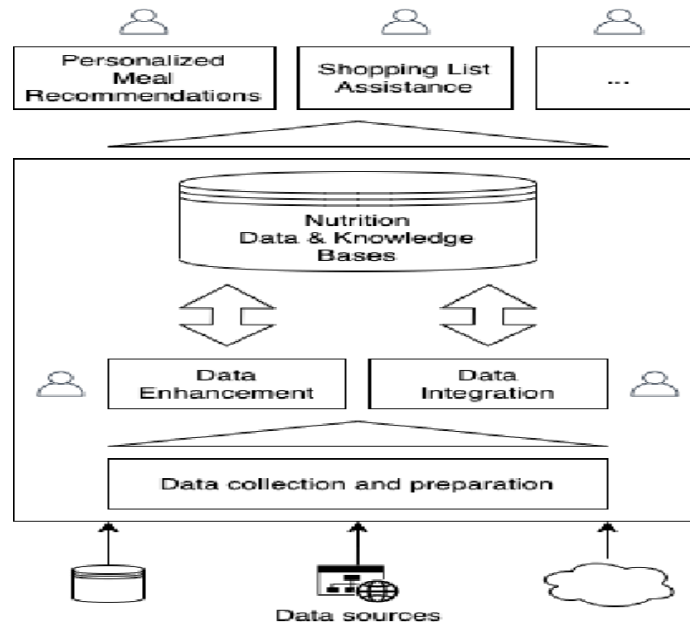 Personalized
Meal
Recommendations
Shopping List
Assistance
...
Nutrition
Data & Knowledge
Bases
Data
Enhancement
Data
Integration
Data collection and preparation
Data sources